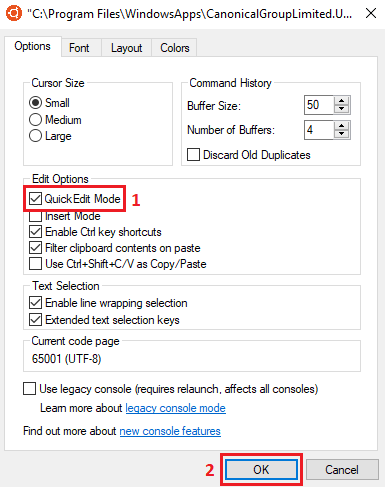 "C:\Program Files\WindowsApps\CanonicalGroupLimited.U...
Options Font Layout Colors
Cursor Size
Small
Medium
Large
Command History
Buffer Size: 50
Number of Buffers: 4
Discard Old Duplicates
Edit Options
QuickEdit Mode 1
Insert Mode
Enable Ctrl key shortcuts
Filter clipboard contents on paste
Use Ctrl+Shift+C/V as Copy/Paste
Text Selection
Enable line wrapping selection
Extended text selection keys
Current code page
65001 (UTF-8)
Use legacy console (requires relaunch, affects all consoles)
Learn more about legacy console mode
Find out more about new console features
2 OK Cancel